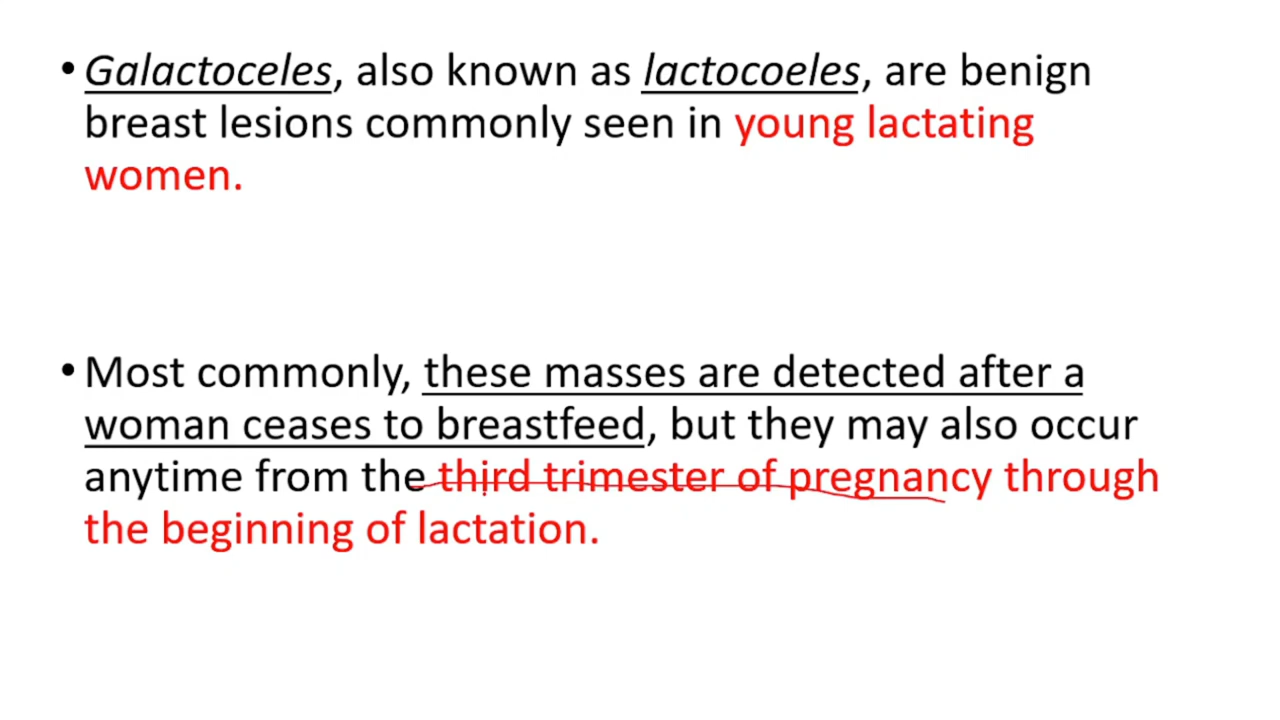 • Galactoceles, also known as lactocoeles, are benign
breast lesions commonly seen in young lactating
women.
• Most commonly, these masses are detected after a
woman ceases to breastfeed, but they may also occur
anytime from the third trimester of pregnancy through
the beginning of lactation.